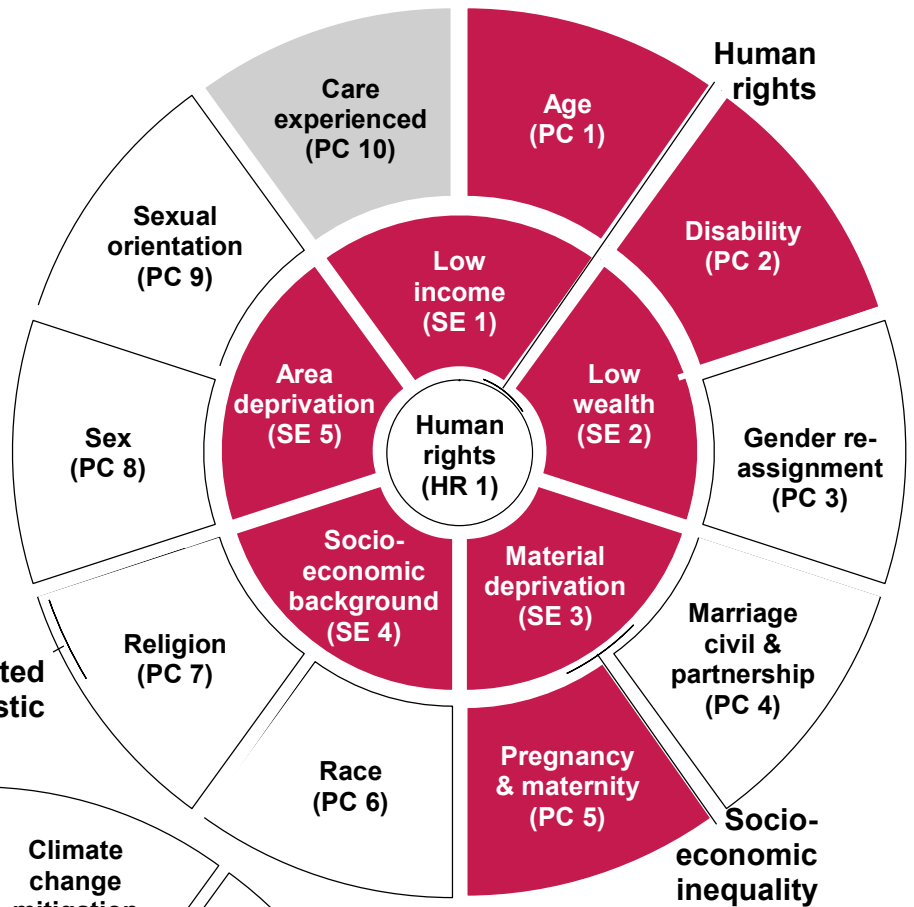 Human
rights
Care
experienced
(PC 10)
Age
(PC 1)
Sexual
orientation
(PC 9)
Disability
(PC 2)
Low
income
(SE 1)
Area
deprivation
(SE 5)
Low
wealth
(SE 2)
Human
rights
(HR 1)
Sex
(PC 8)
Gender re-
assignment
(PC 3)
Socio-
economic
background
(SE 4)
Material
deprivation
(SE 3)
Marriage
civil &
partnership
(PC 4)
Religion
(PC 7)
ted
stic
Race
(PC 6)
Pregnancy
& maternity
(PC 5)
Socio-
economic
inequality
Climate
change
mitigation